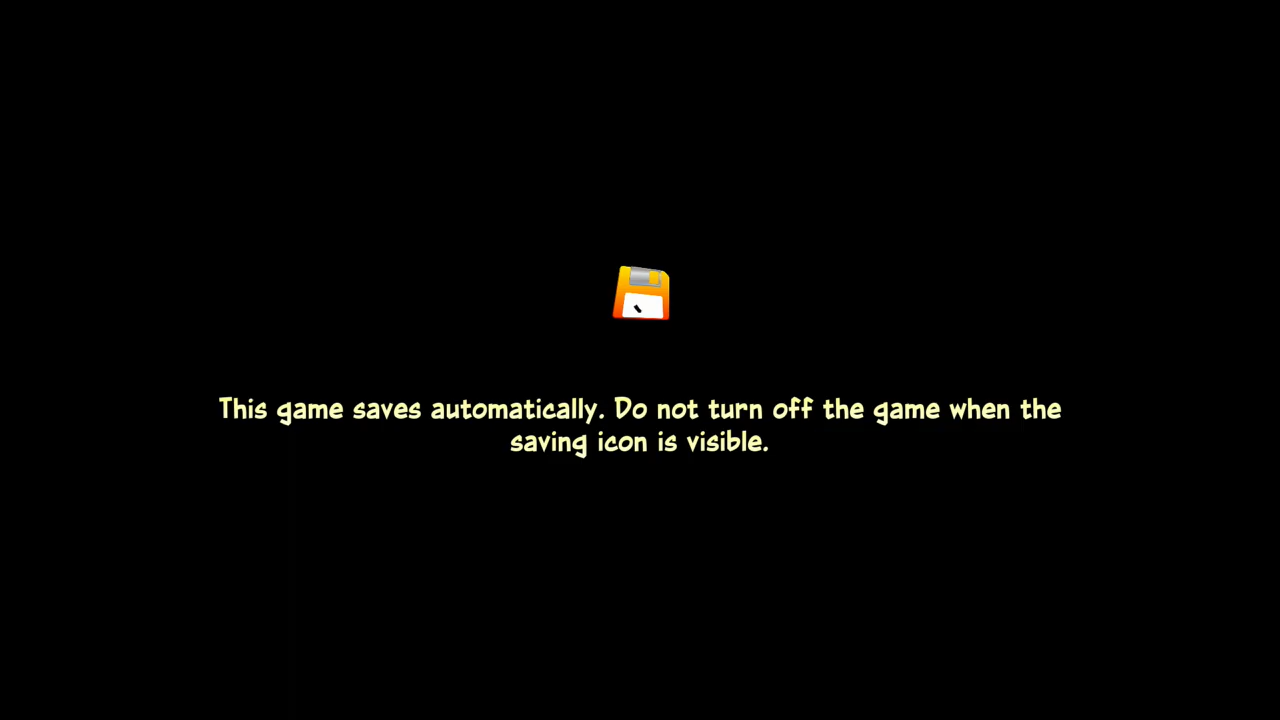 This game saves automatically. Do not turn off the game when the
saving icon is visible.